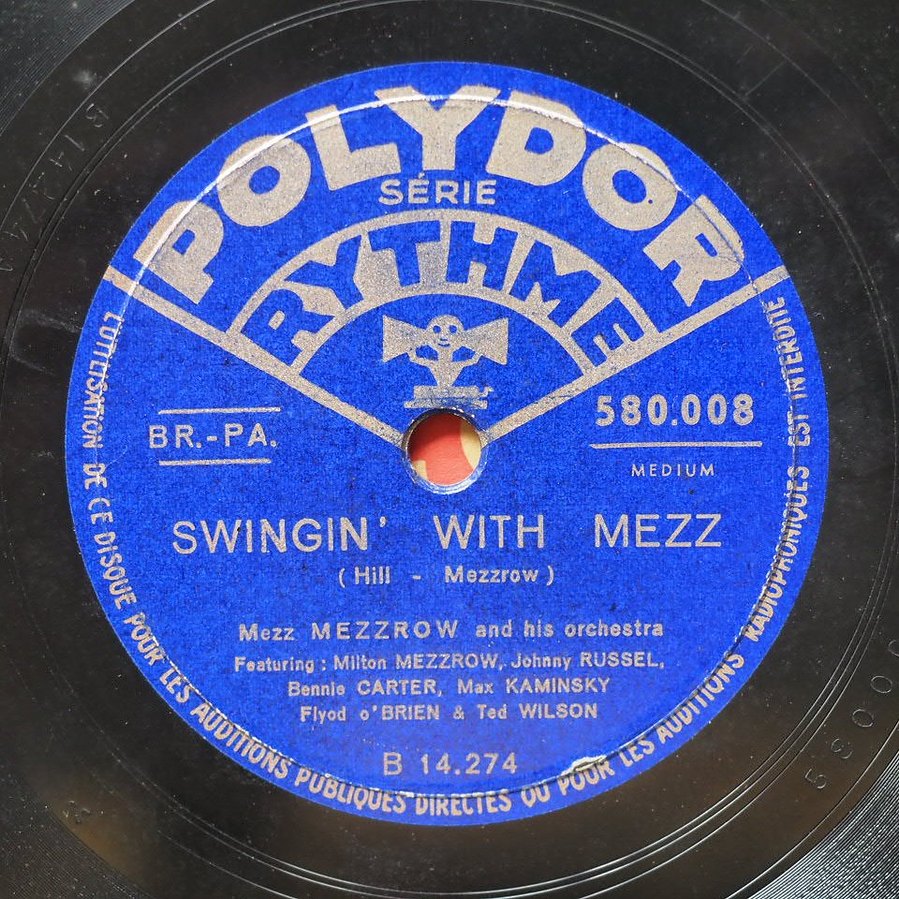 POLYDOR
SÉRIE
RYTHME
BR.-PA.
580.008
MEDIUM
SWINGIN' WITH MEZZ
(Hill - Mezzrow)
Mezz MEZZROW and his orchestra
Featuring : Milton MEZZROW, Johnny RUSSEL,
Bennie CARTER, Max KAMINSKY
Flyod o'BRIEN & Ted WILSON
B 14.274
L'UTILISATION DE CE DISQUE POUR LES AUDITIONS PUBLIQUES DIRECTES OU POUR LES AUDITIONS RADIOPHONIQUES EST INTERDITE